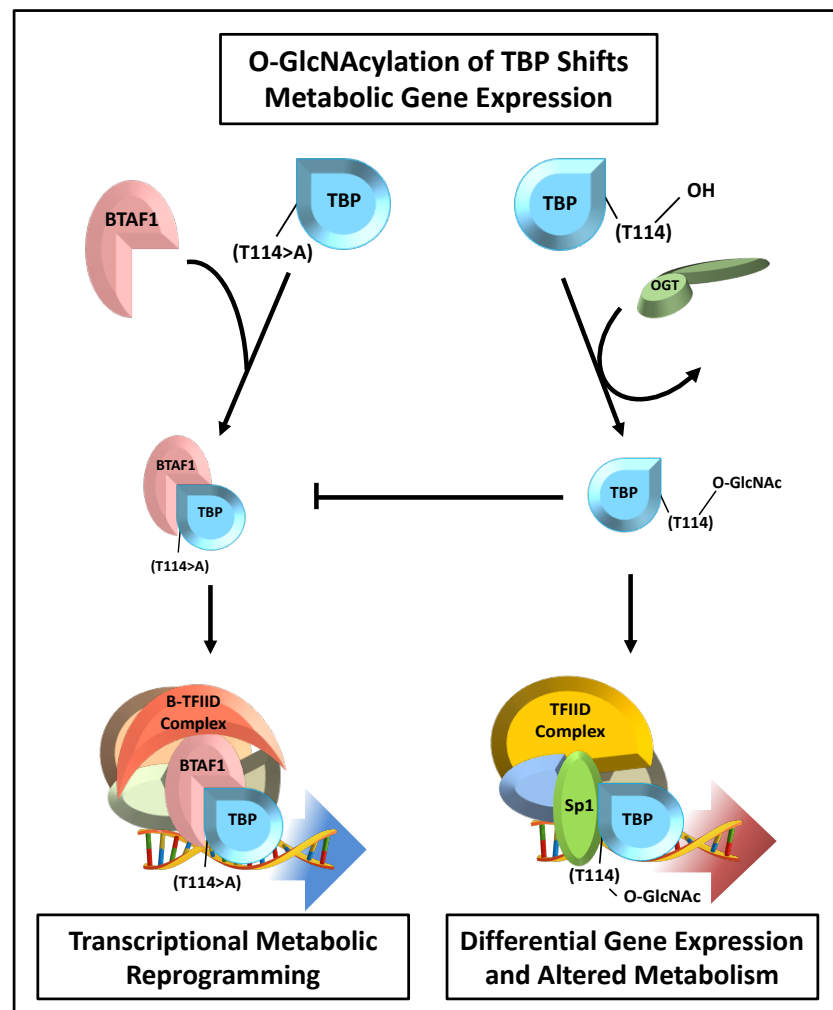 O-GlcNAcylation of TBP Shifts
Metabolic Gene Expression
BTAF1
TBP
(T114>A)
TBP
(T114)
OH
OGT
BTAF1
TBP
(T114>A)
TBP
(T114)
O-GlcNAc
B-TFIID
Complex
BTAF1
TBP
(T114>A)
TFIID
Complex
Sp1
TBP
(T114)
O-GlcNAc
Transcriptional Metabolic
Reprogramming
Differential Gene Expression
and Altered Metabolism